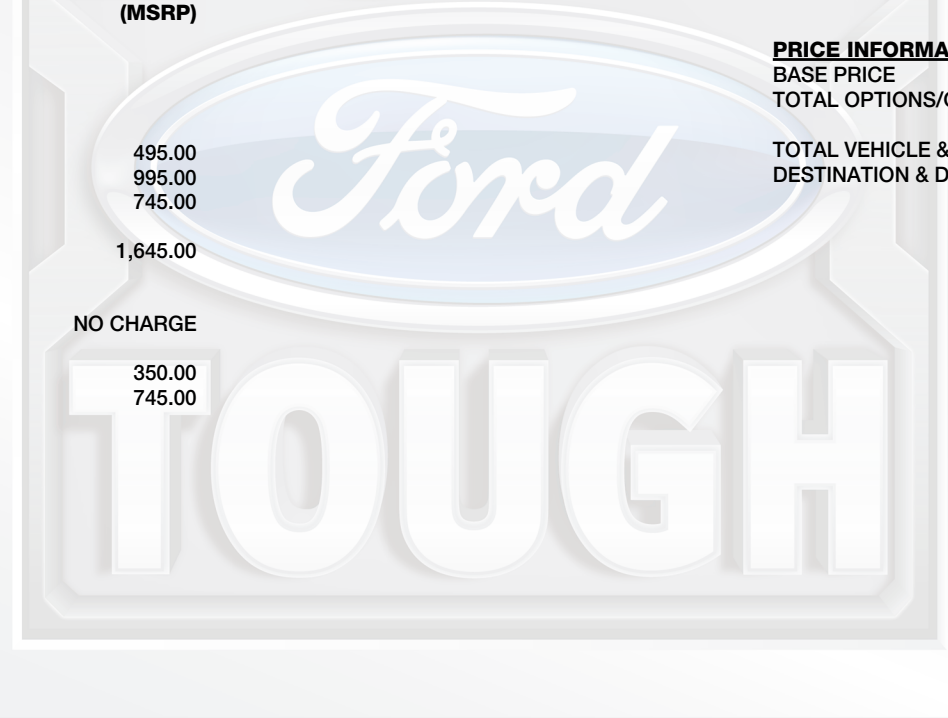 (MSRP)
495.00
995.00
745.00
1,645.00
NO CHARGE
350.00
745.00
PRICE INFORMA
BASE PRICE
TOTAL OPTIONS/
TOTAL VEHICLE &
DESTINATION & D
Ford
TOUGH